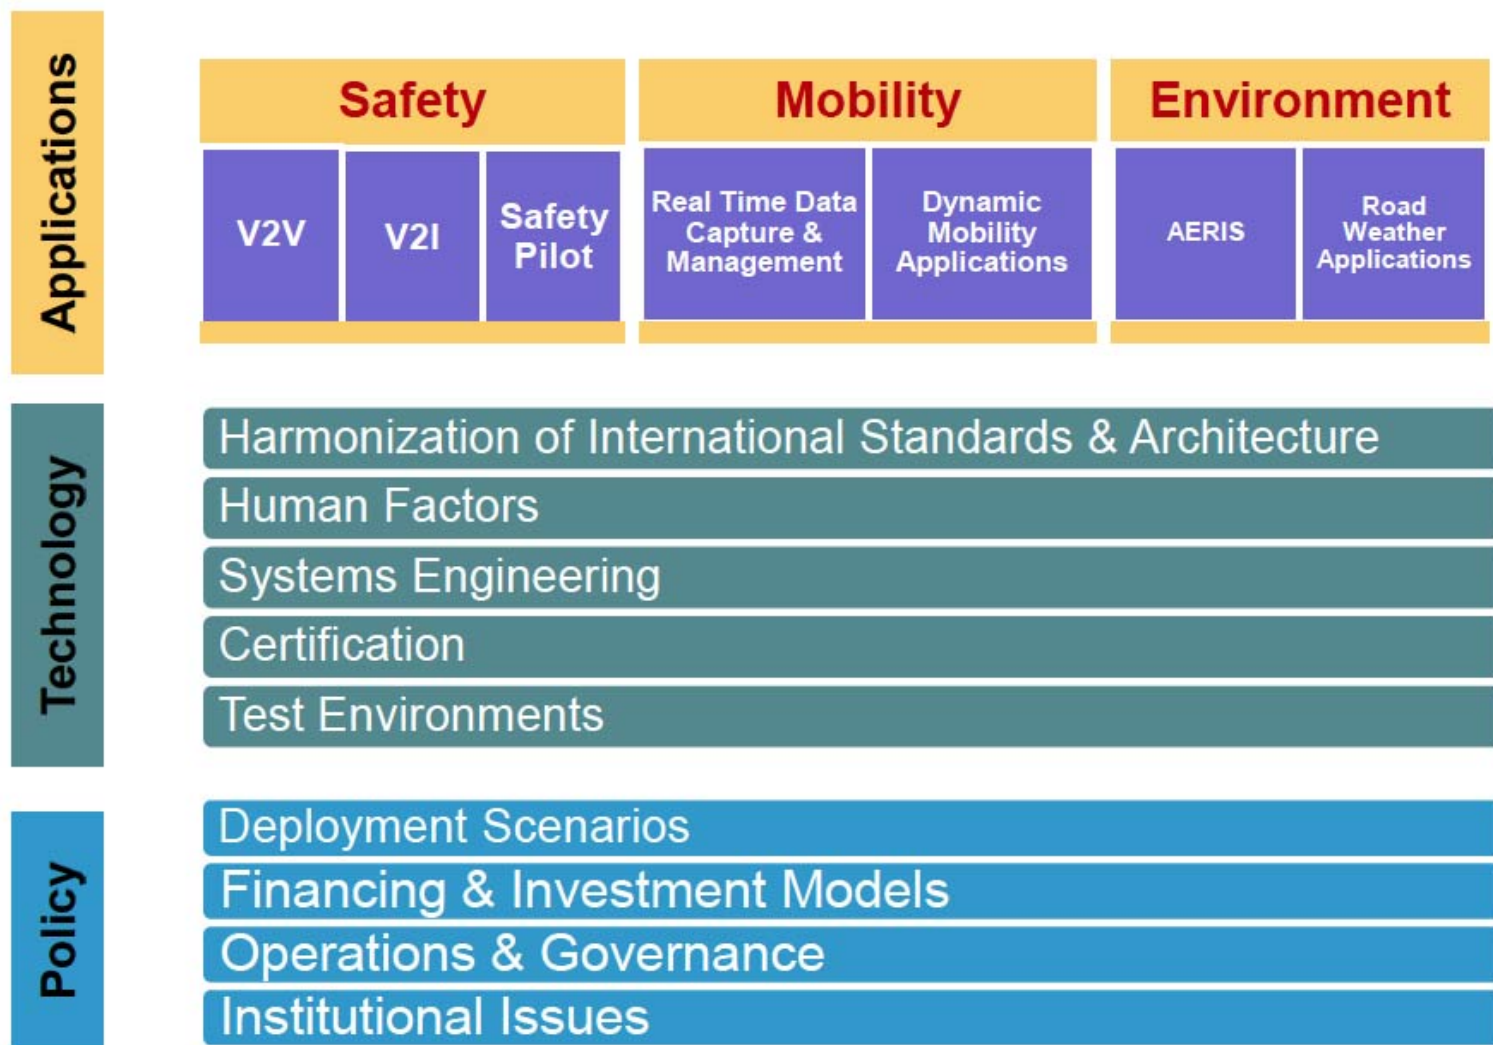 Applications
Safety
Mobility
Environment
V2V
V2I
Safety
Pilot
Real Time Data
Capture &
Management
Dynamic
Mobility
Applications
AERIS
Road
Weather
Applications
Technology
Harmonization of International Standards & Architecture
Human Factors
Systems Engineering
Certification
Test Environments
Policy
Deployment Scenarios
Financing & Investment Models
Operations & Governance
Institutional Issues